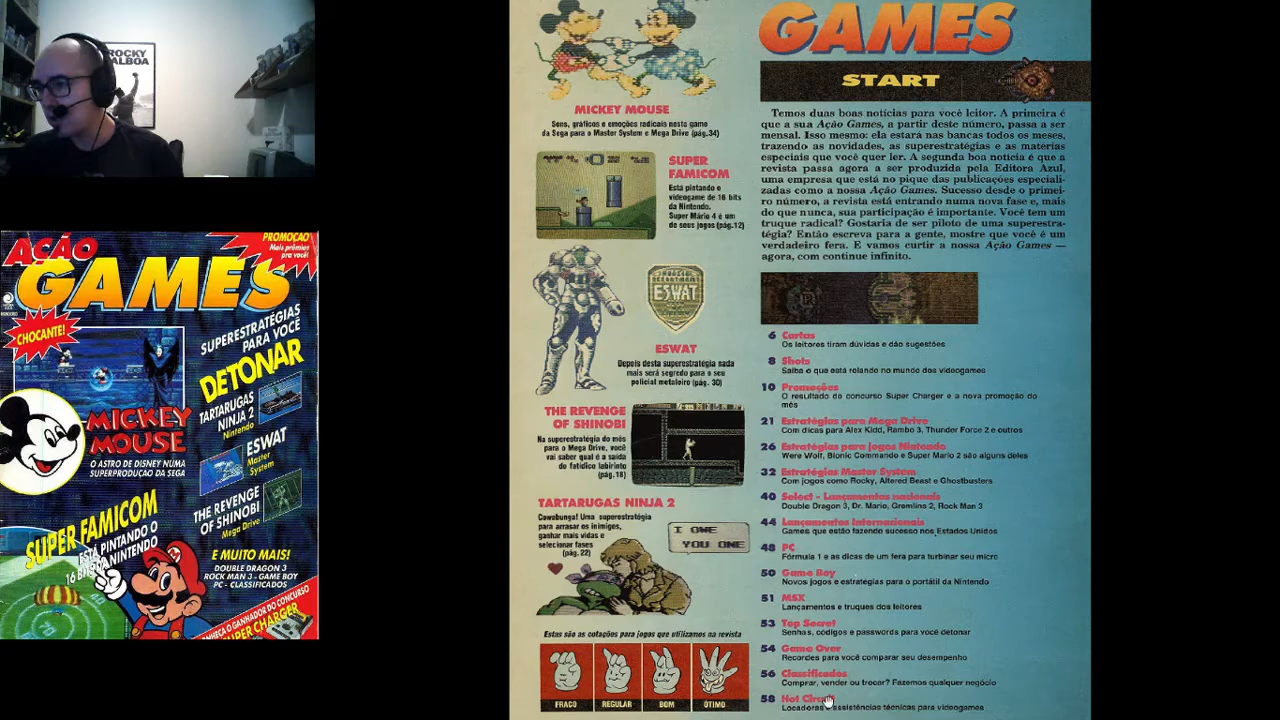 ROCKY
BALBOA
AÇÃO
GAMES
PROMOÇÃO
Mais prêmios
pra você!
CHOCANTE!
SUPERESTRATÉGIAS
PARA VOCÊ
DETONAR
TARTARUGAS
NINJA 2
Nintendo
ESWAT
Master
System
THE REVENGE
OF SHINOBI
Mega Drive
MICKEY
MOUSE
O ASTRO DE DISNEY NUMA
SUPERPRODUÇÃO DA SEGA
SUPER FAMICOM
ESTÁ PINTANDO O
16 BITS DA NINTENDO
E MUITO MAIS!
DOUBLE DRAGON 3
ROCK MAN 3 - GAME BOY
PC - CLASSIFICADOS
CONHEÇA O GANHADOR DO CONCURSO
SUPER CHARGER
MICKEY MOUSE
Sons, gráficos e emoções radicais neste game
da Sega para o Master System e Mega Drive (pág.34)
SUPER
FAMICOM
Está pintando o
videogame de 16 bits
da Nintendo.
Super Mário 4 é um
de seus jogos (pág.12)
ESWAT
ESWAT
Depois desta superestratégia nada
mais será segredo para o seu
policial metaleiro (pág. 30)
THE REVENGE
OF SHINOBI
Na superestratégia do mês
para o Mega Drive, você
vai saber qual é a saída
do fatídico labirinto
(pág.18)
TARTARUGAS NINJA 2
Cowabunga! Uma superestratégia
para arrasar os inimigos,
ganhar mais vidas e
selecionar fases
(pág. 22)
I OWE
YOU ONE
Estas são as cotações para jogos que utilizamos na revista
FRACO REGULAR BOM ÓTIMO
GAMES
START
Temos duas boas notícias para você leitor. A primeira é
que a sua Ação Games, a partir deste número, passa a ser
mensal. Isso mesmo: ela estará nas bancas todos os meses,
trazendo as novidades, as superestratégias e as matérias
especiais que você quer ler. A segunda boa notícia é que a
revista passa agora a ser produzida pela Editora Azul,
uma empresa que está no pique das publicações especiali-
zadas como a nossa Ação Games. Sucesso desde o primei-
ro número, a revista está entrando numa nova fase e, mais
do que nunca, sua participação é importante. Você tem um
truque radical? Gostaria de ser piloto de uma superestra-
tégia? Então escreva para a gente, mostre que você é um
verdadeiro fera. E vamos curtir a nossa Ação Games —
agora, com continue infinito.
6 Cartas
Os leitores tiram dúvidas e dão sugestões
8 Shots
Saiba o que está rolando no mundo dos videogames
10 Promoções
O resultado do concurso Super Charger e a nova promoção do
mês
21 Estratégias para Mega Drive
Com dicas para Alex Kidd, Rambo 3, Thunder Force 2 e outros
26 Estratégias para jogos Nintendo
Were Wolf, Bionic Commando e Super Mario 2 são alguns deles
32 Estratégias Master System
Com jogos como Rocky, Altered Beast e Ghostbusters
40 Select - Lançamentos nacionais
Double Dragon 3, Dr. Mario, Gremlins 2, Rock Man 3
44 Lançamentos Internacionais
Games que estão fazendo sucesso nos Estados Unidos
48 PC
Fórmula 1 e as dicas de um fera para turbinar seu micro
50 Game Boy
Novos jogos e estratégias para o portátil da Nintendo
51 MSX
Lançamentos e truques dos leitores
53 Top Secret
Senhas, códigos e passwords para você detonar
54 Game Over
Recordes para você comparar seu desempenho
56 Classificados
Comprar, vender ou trocar? Fazemos qualquer negócio
58 Hot Circuit
Locadoras e assistências técnicas para videogames